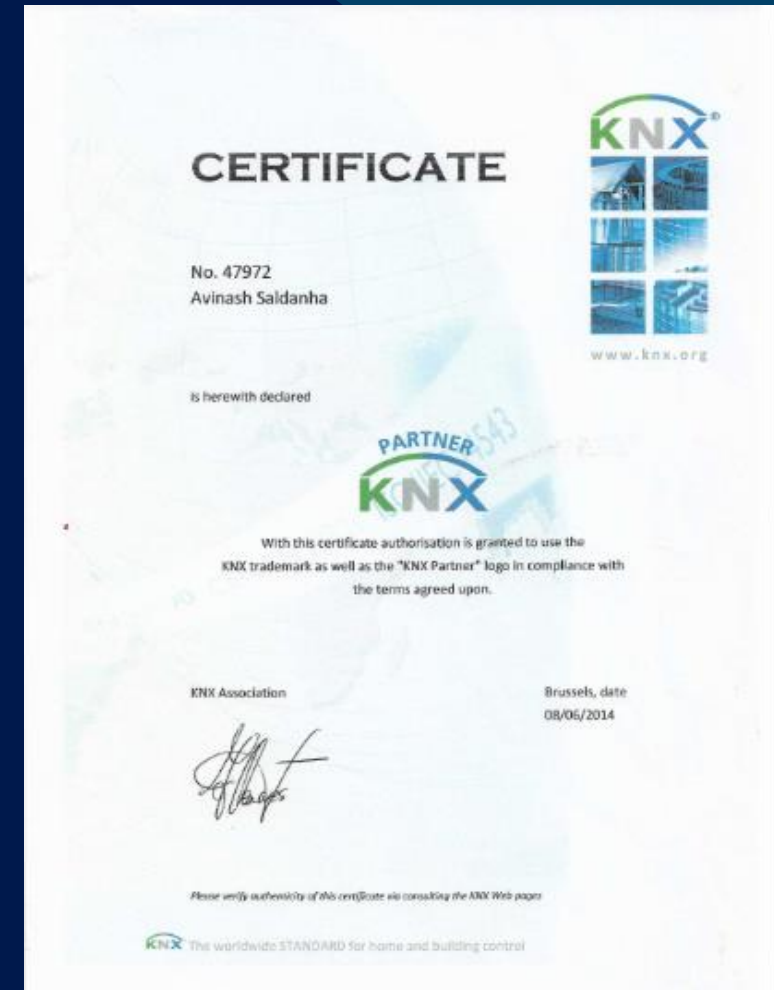 KNX®
CERTIFICATE
No. 47972
Avinash Saldanha
www.knx.org
is herewith declared
PARTNER
KNX
With this certificate authorisation is granted to use the
KNX trademark as well as the "KNX Partner" logo in compliance with
the terms agreed upon.
KNX Association
Brussels, date
08/06/2014
Please verify authenticity of this certificate via consulting the KNX Web pages
KNX The worldwide STANDARD for home and building control